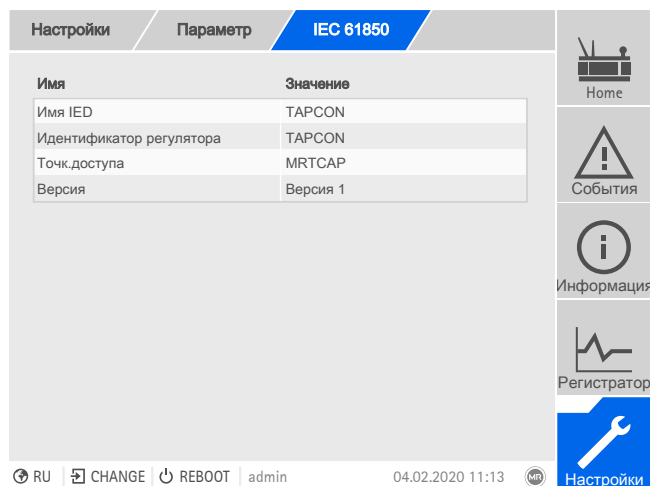 Настройки Параметр IEC 61850
Имя Значение
Имя IED TAPCON
Идентификатор регулятора TAPCON
Точк.доступа MRTCAP
Версия Версия 1
Home
События
Информация
Регистратор
Настройки
RU CHANGE REBOOT admin 04.02.2020 11:13 MR